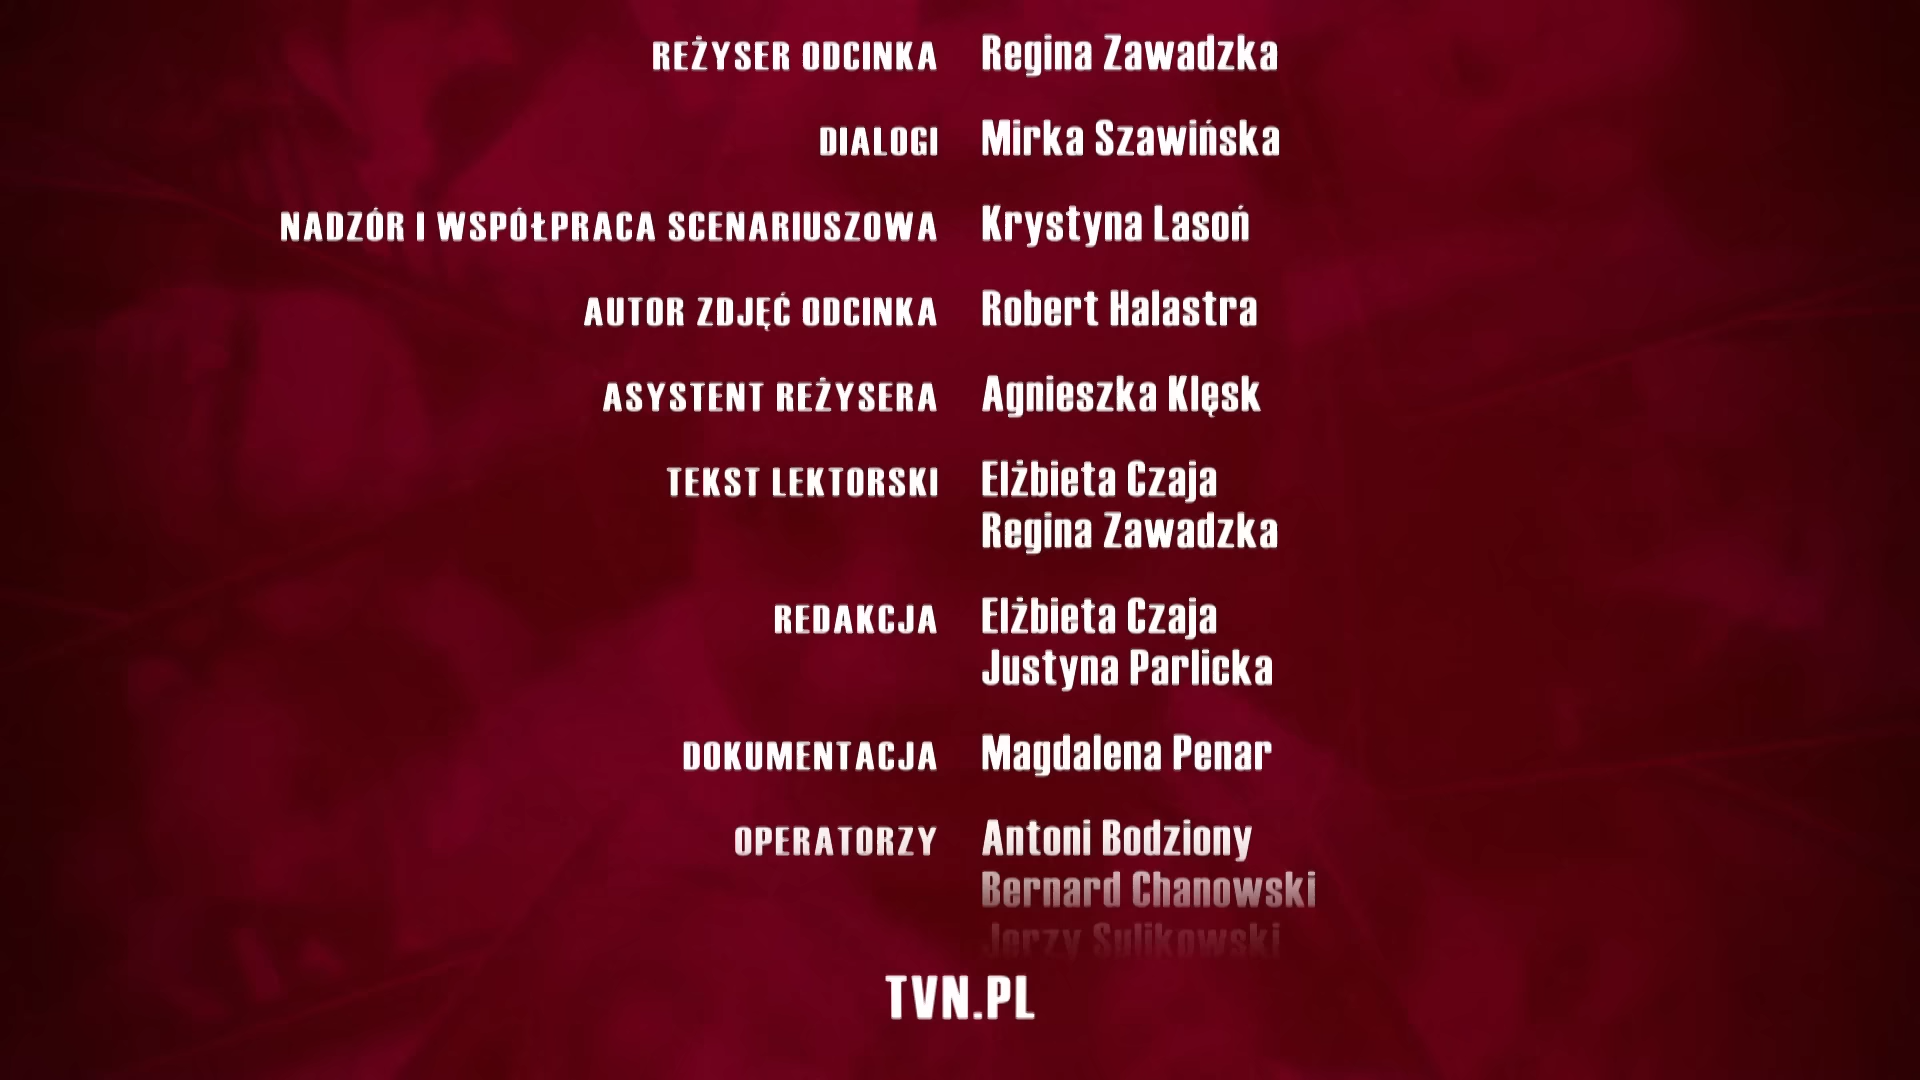 REŻYSER ODCINKA Regina Zawadzka
DIALOGI Mirka Szawińska
NADZÓR I WSPÓŁPRACA SCENARIUSZOWA Krystyna Lasoń
AUTOR ZDJĘĆ ODCINKA Robert Halastra
ASYSTENT REŻYSERA Agnieszka Klęsk
TEKST LEKTORSKI Elżbieta Czaja
Regina Zawadzka
REDAKCJA Elżbieta Czaja
Justyna Parlicka
DOKUMENTACJA Magdalena Penar
OPERATORZY Antoni Bodziony
Bernard Chanowski
Jerzy Sulikowski
TVN.PL